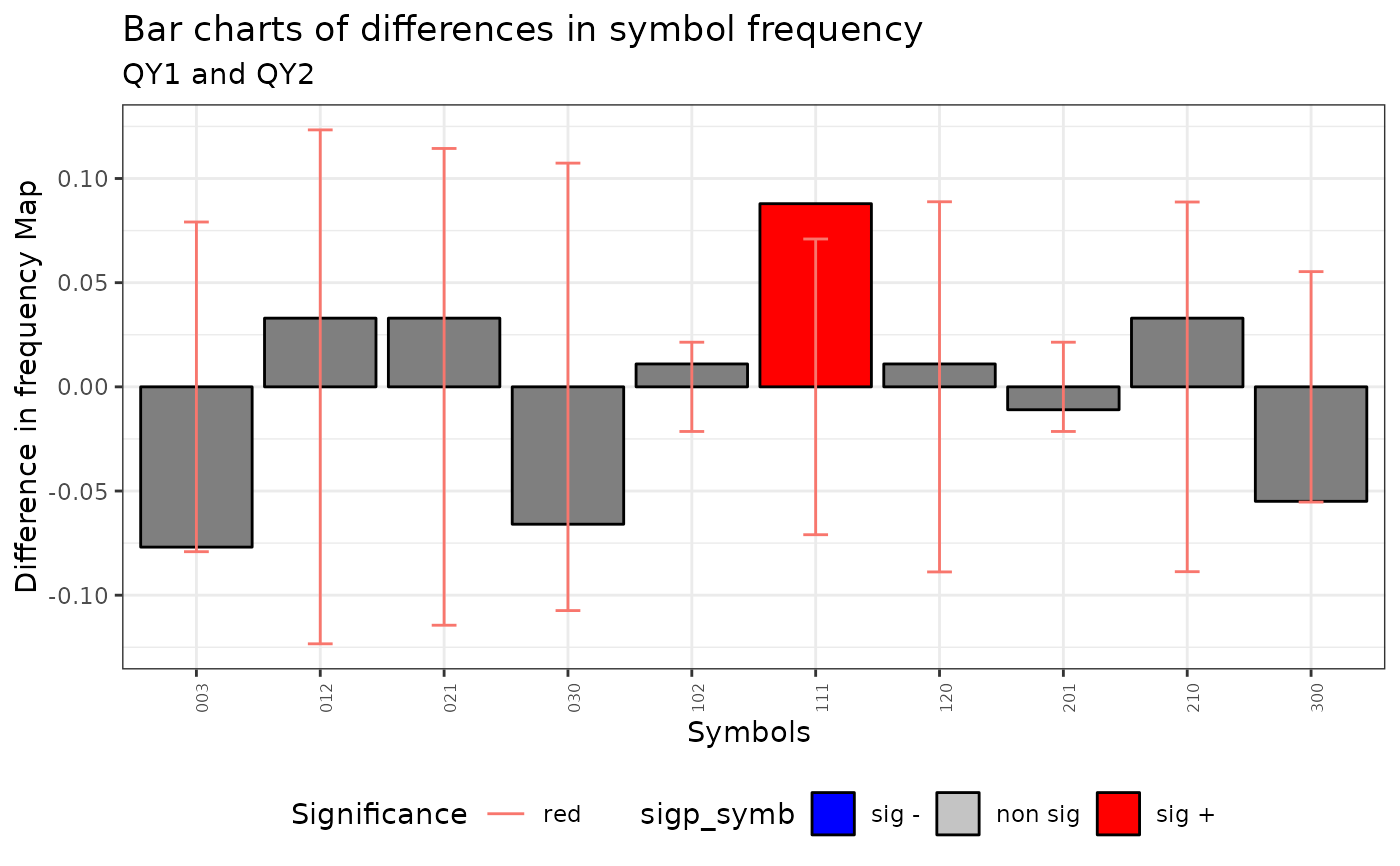 Bar charts of differences in symbol frequency
QY1 and QY2
Difference in frequency Map
0.10
0.05
0.00
-0.05
-0.10
003 012 021 030 102 111 120 201 210 300
Symbols
Significance red sigp_symb sig - non sig sig +